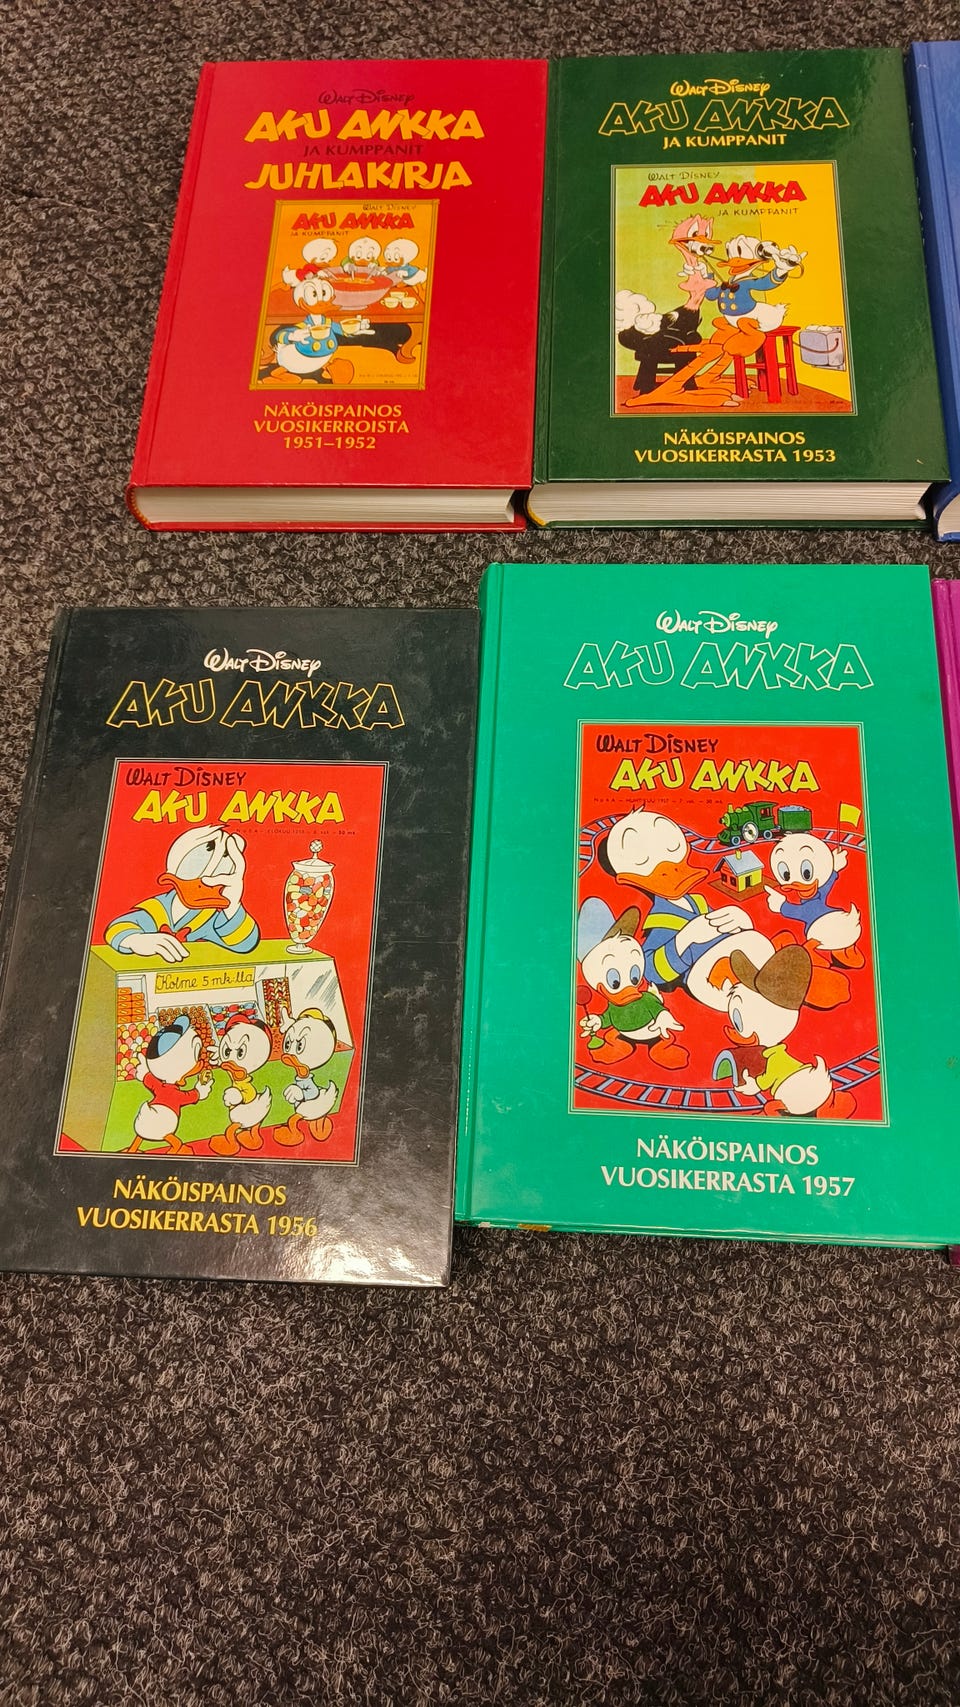 WALT DISNEY
AKU ANKKA
JA KUMPPANIT
JUHLAKIRJA
WALT DISNEY
AKU ANKKA
JA KUMPPANIT
NÄKÖISPAINOS
VUOSIKERROISTA
1951–1952
WALT DISNEY
AKU ANKKA
JA KUMPPANIT
WALT DISNEY
AKU ANKKA
JA KUMPPANIT
NÄKÖISPAINOS
VUOSIKERRASTA 1953
WALT DISNEY
AKU ANKKA
WALT DISNEY
AKU ANKKA
Kolme 5 mk:lla
NÄKÖISPAINOS
VUOSIKERRASTA 1956
WALT DISNEY
AKU ANKKA
WALT DISNEY
AKU ANKKA
NÄKÖISPAINOS
VUOSIKERRASTA 1957